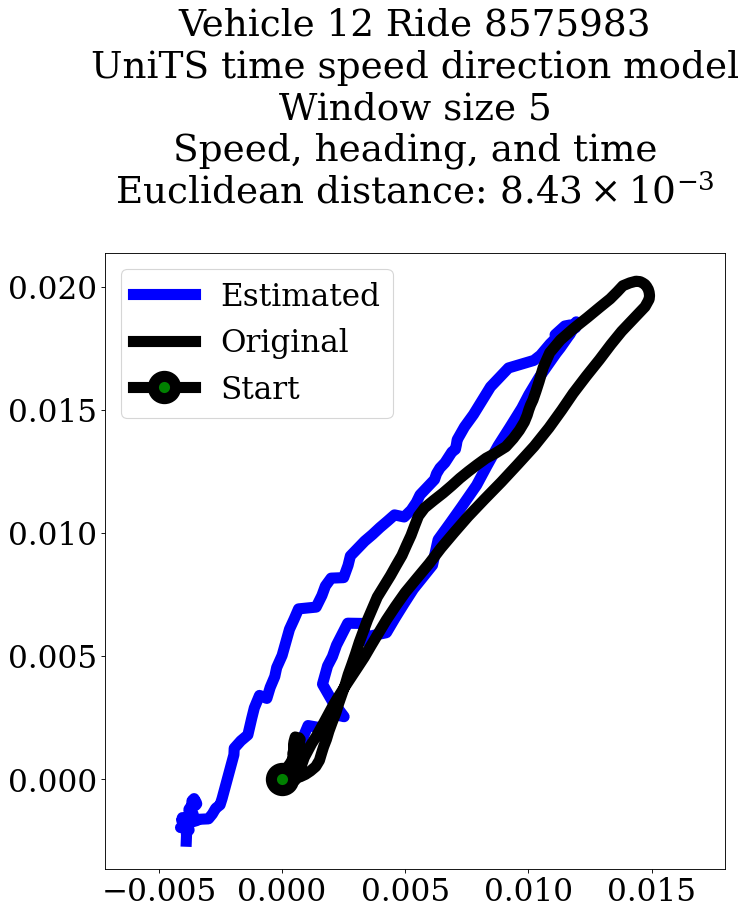 Vehicle 12 Ride 8575983
UniTS time speed direction model
Window size 5
Speed, heading, and time
Euclidean distance: 8.43 × 10⁻³
Estimated
Original
Start
0.020
0.015
0.010
0.005
0.000
−0.005 0.000 0.005 0.010 0.015